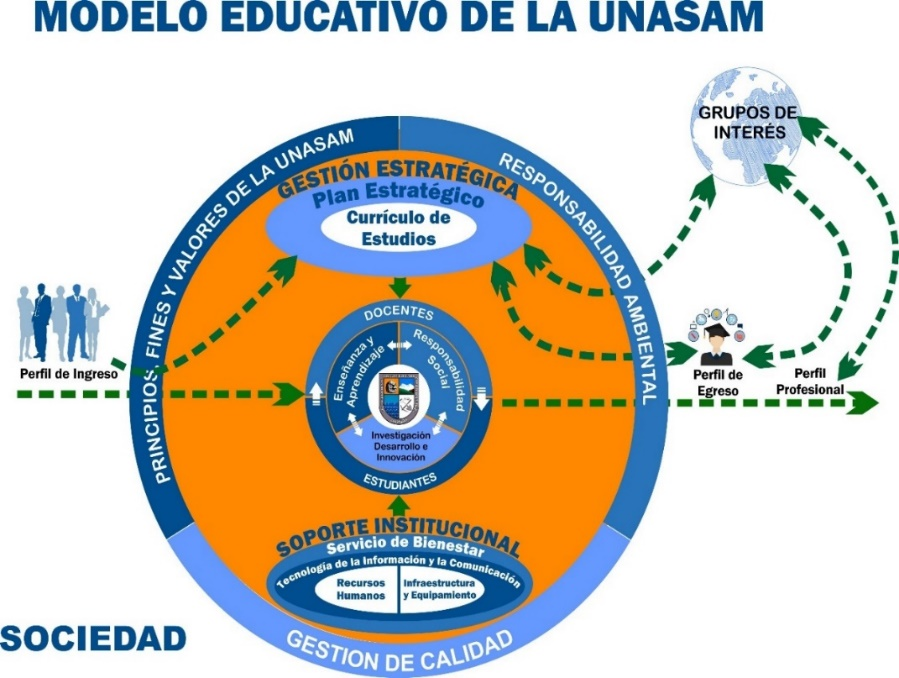 MODELO EDUCATIVO DE LA UNASAM
GRUPOS DE
INTERÉS
PRINCIPIOS, FINES Y VALORES DE LA UNASAM
RESPONSABILIDAD AMBIENTAL
GESTIÓN ESTRATÉGICA
Plan Estratégico
Currículo de
Estudios
Perfil de Ingreso
DOCENTES
Enseñanza y
Aprendizaje
Responsabilidad
Social
Investigación
Desarrollo e
Innovación
ESTUDIANTES
Perfil de
Egreso
Perfil
Profesional
SOPORTE INSTITUCIONAL
Servicio de Bienestar
Tecnología de la Información y la Comunicación
Recursos
Humanos
Infraestructura
y Equipamiento
SOCIEDAD
GESTION DE CALIDAD